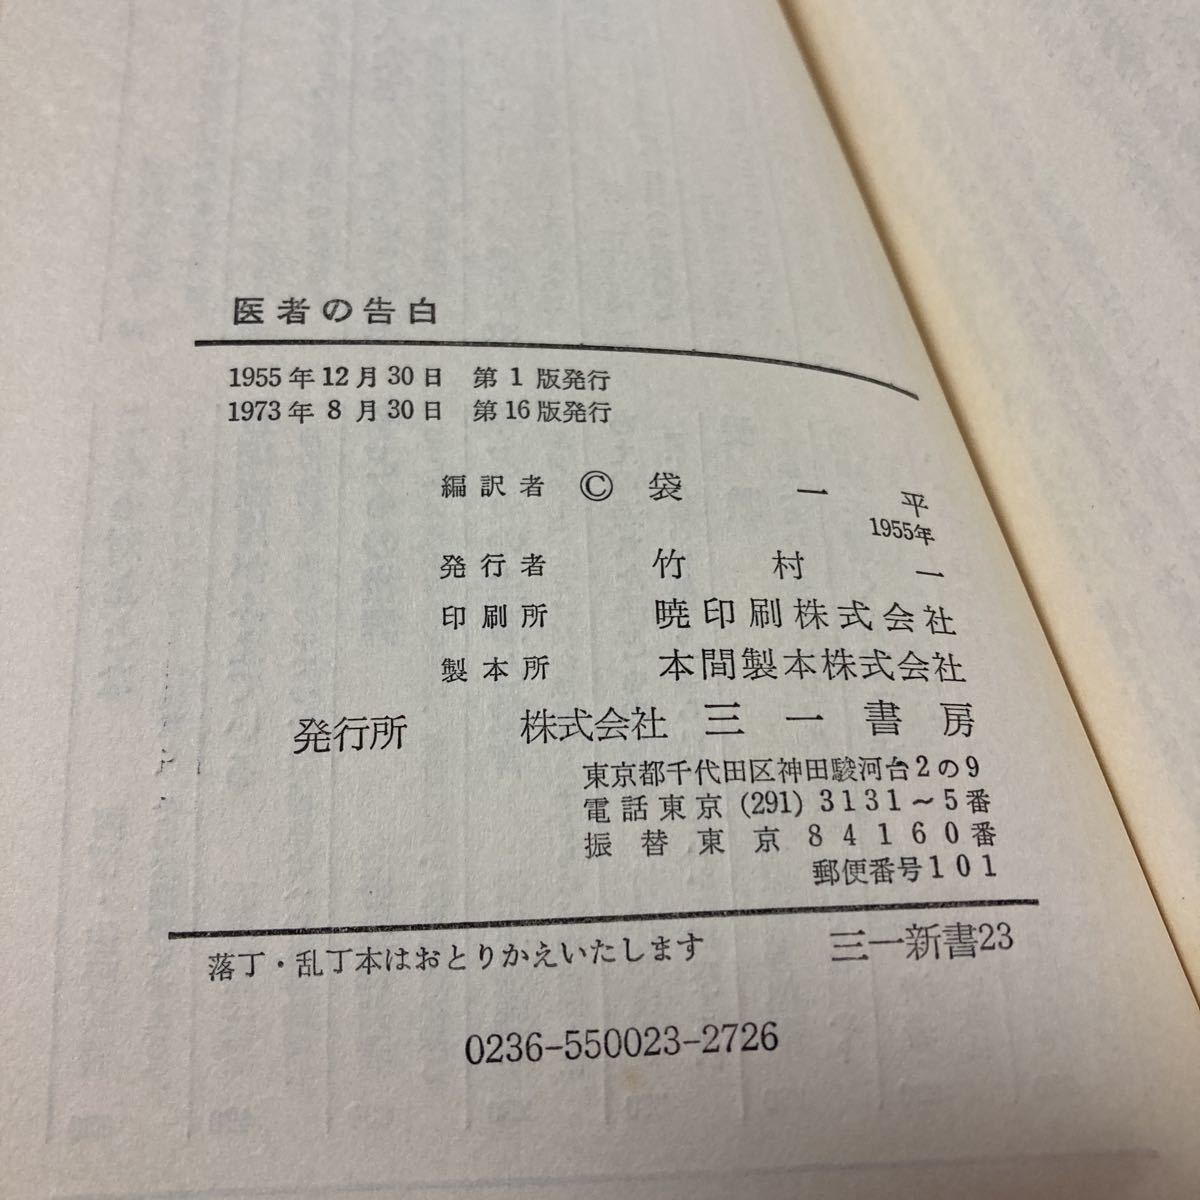 医者の告白
1955年12月30日 第1版発行
1973年8月30日 第16版発行
編訳者 © 袋一平
1955年
発行者 竹村一
印刷所 暁印刷株式会社
製本所 本間製本株式会社
発行所 株式会社 三一書房
東京都千代田区神田駿河台2の9
電話東京(291)3131～5番
振替東京84160番
郵便番号101
落丁・乱丁本はおとりかえいたします 三一新書23
0236-550023-2726